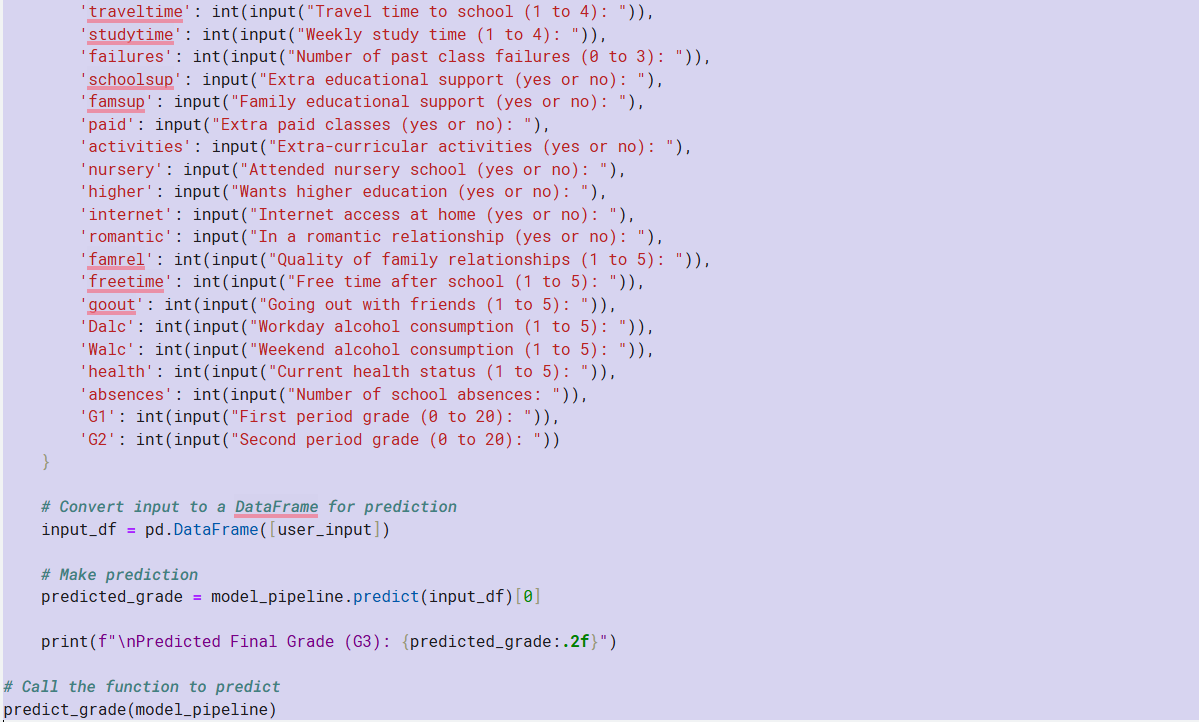 'traveltime': int(input("Travel time to school (1 to 4): ")),
'studytime': int(input("Weekly study time (1 to 4): ")),
'failures': int(input("Number of past class failures (0 to 3): ")),
'schoolsup': input("Extra educational support (yes or no): "),
'famsup': input("Family educational support (yes or no): "),
'paid': input("Extra paid classes (yes or no): "),
'activities': input("Extra-curricular activities (yes or no): "),
'nursery': input("Attended nursery school (yes or no): "),
'higher': input("Wants higher education (yes or no): "),
'internet': input("Internet access at home (yes or no): "),
'romantic': input("In a romantic relationship (yes or no): "),
'famrel': int(input("Quality of family relationships (1 to 5): ")),
'freetime': int(input("Free time after school (1 to 5): ")),
'goout': int(input("Going out with friends (1 to 5): ")),
'Dalc': int(input("Workday alcohol consumption (1 to 5): ")),
'Walc': int(input("Weekend alcohol consumption (1 to 5): ")),
'health': int(input("Current health status (1 to 5): ")),
'absences': int(input("Number of school absences: ")),
'G1': int(input("First period grade (0 to 20): ")),
'G2': int(input("Second period grade (0 to 20): "))
}
# Convert input to a DataFrame for prediction
input_df = pd.DataFrame([user_input])
# Make prediction
predicted_grade = model_pipeline.predict(input_df)[0]
print(f"\nPredicted Final Grade (G3): {predicted_grade:.2f}")
# Call the function to predict
predict_grade(model_pipeline)